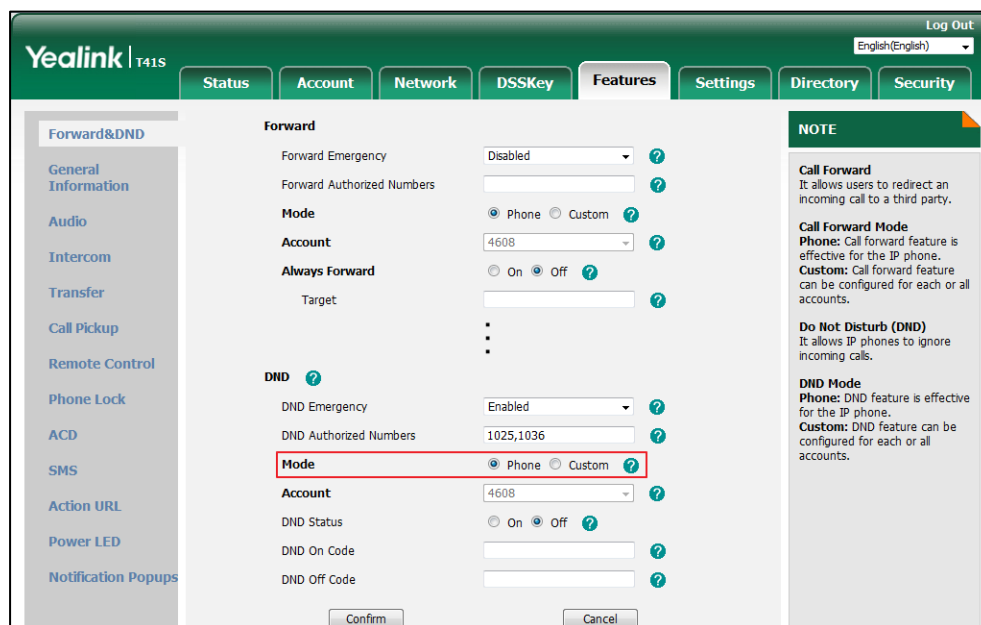 Log Out
Yealink T41S
English(English)
Status Account Network DSSKey Features Settings Directory Security
Forward&DND
General
Information
Audio
Intercom
Transfer
Call Pickup
Remote Control
Phone Lock
ACD
SMS
Action URL
Power LED
Notification Popups
Forward
Forward Emergency Disabled ?
Forward Authorized Numbers ?
Mode Phone Custom ?
Account 4608 ?
Always Forward On Off ?
Target ?
DND ?
DND Emergency Enabled ?
DND Authorized Numbers 1025,1036 ?
Mode Phone Custom ?
Account 4608 ?
DND Status On Off ?
DND On Code ?
DND Off Code ?
Confirm Cancel
NOTE
Call Forward
It allows users to redirect an
incoming call to a third party.
Call Forward Mode
Phone: Call forward feature is
effective for the IP phone.
Custom: Call forward feature
can be configured for each or all
accounts.
Do Not Disturb (DND)
It allows IP phones to ignore
incoming calls.
DND Mode
Phone: DND feature is effective
for the IP phone.
Custom: DND feature can be
configured for each or all
accounts.